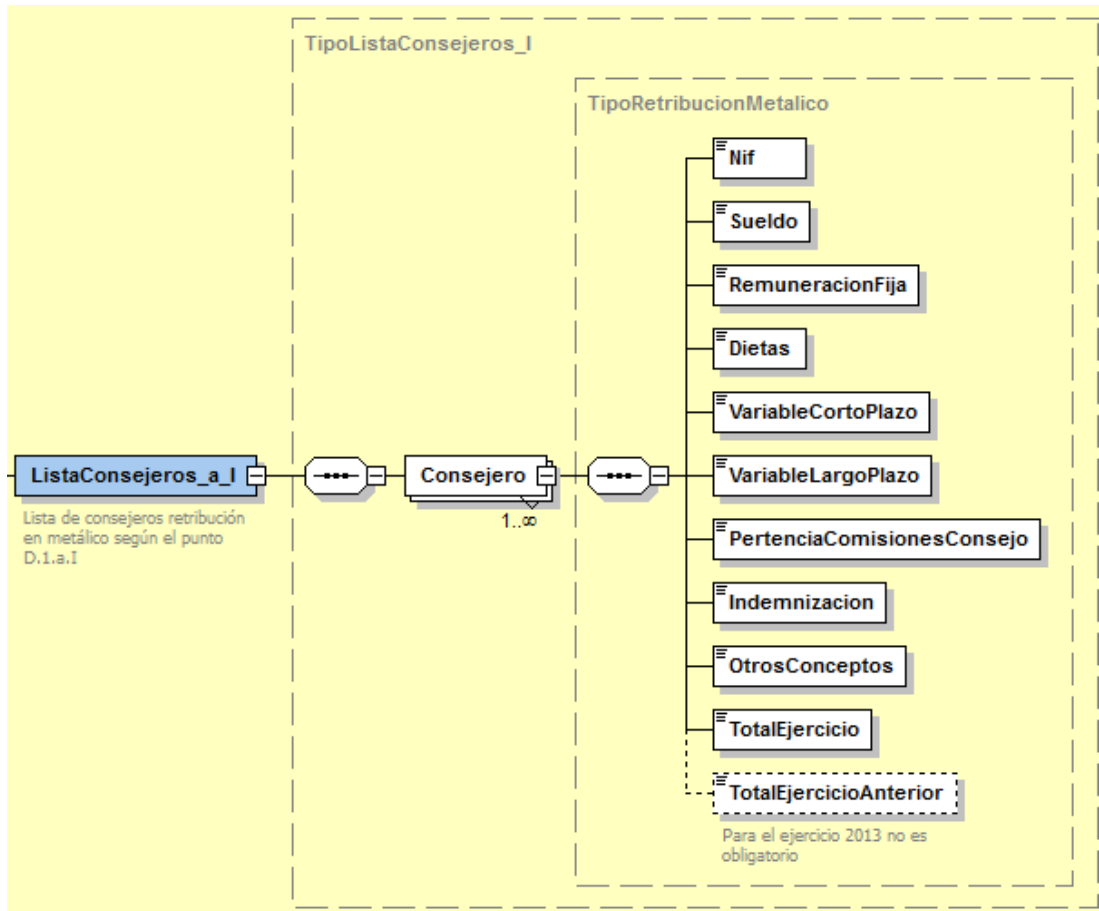 TipoListaConsejeros_I
TipoRetribucionMetalico
Nif
Sueldo
RemuneracionFija
Dietas
VariableCortoPlazo
VariableLargoPlazo
PertenciaComisionesConsejo
Indemnizacion
OtrosConceptos
TotalEjercicio
TotalEjercicioAnterior
Para el ejercicio 2013 no es
obligatorio
ListaConsejeros_a_I
Lista de consejeros retribución
en metálico según el punto
D.1.a.I
Consejero
1..∞